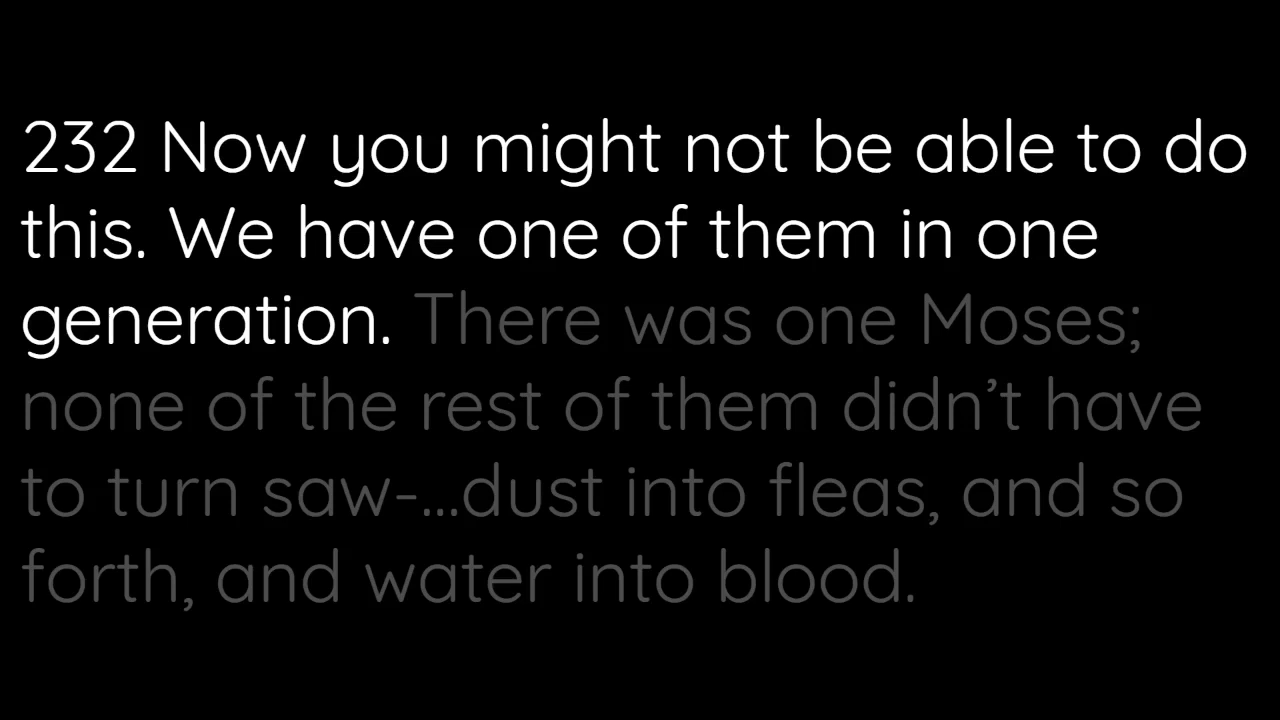 232 Now you might not be able to do
this. We have one of them in one
generation. There was one Moses;
none of the rest of them didn’t have
to turn saw-...dust into fleas, and so
forth, and water into blood.